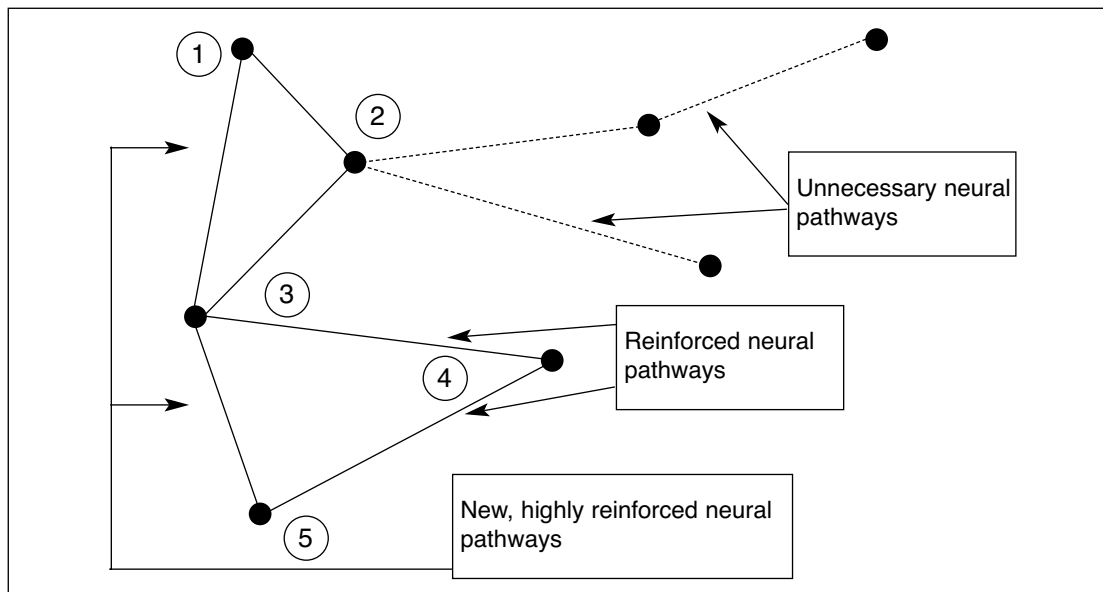 1
2
Unnecessary neural
pathways
3
Reinforced neural
pathways
4
New, highly reinforced neural
pathways
5